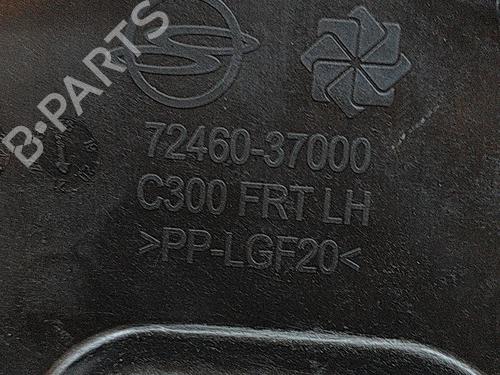 B-PARTS
72460-37000
C300 FRT LH
>PP-LGF20<